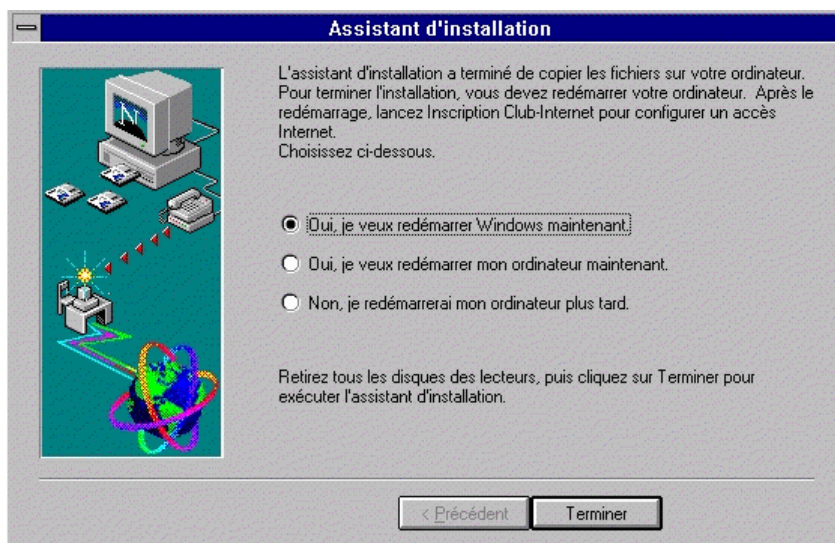 Assistant d'installation
L'assistant d'installation a terminé de copier les fichiers sur votre ordinateur.
Pour terminer l'installation, vous devez redémarrer votre ordinateur. Après le
redémarrage, lancez Inscription Club-Internet pour configurer un accès
Internet.
Choisissez ci-dessous.
N
Oui, je veux redémarrer Windows maintenant.
Oui, je veux redémarrer mon ordinateur maintenant.
Non, je redémarrerai mon ordinateur plus tard.
Retirez tous les disques des lecteurs, puis cliquez sur Terminer pour
exécuter l'assistant d'installation.
< Précédent
Terminer